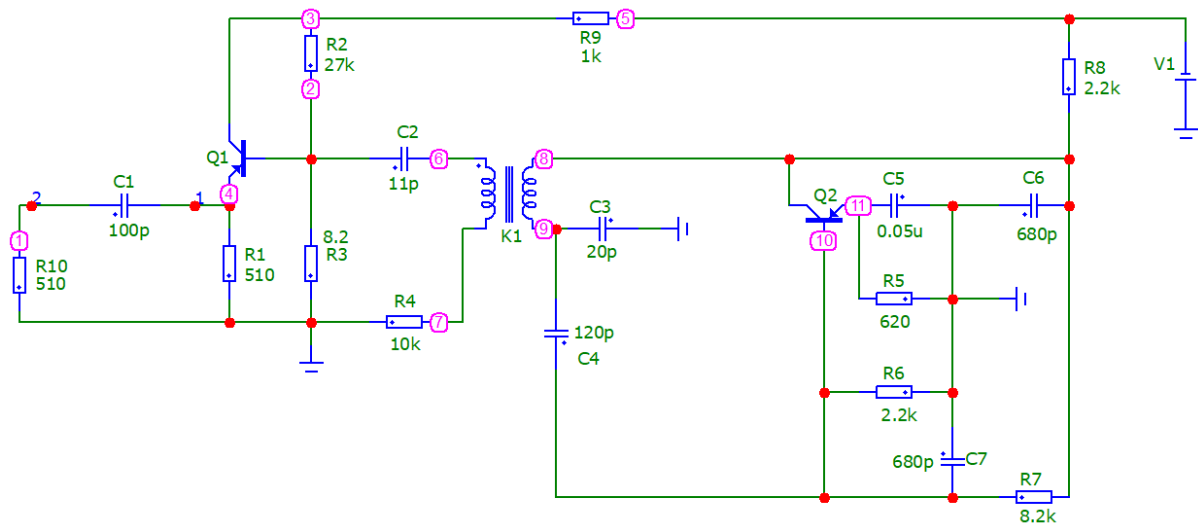 3
5
R2
27k
R9
1k
R8
2.2k
V1
2
C2
6
11p
8
Q1
4
C1
2
1
100p
Q2
11
C5
0.05u
C6
680p
C3
20p
9
K1
10
1
R10
510
R1
510
8.2
R3
R4
10k
7
120p
C4
R5
620
R6
2.2k
680p
C7
R7
8.2k